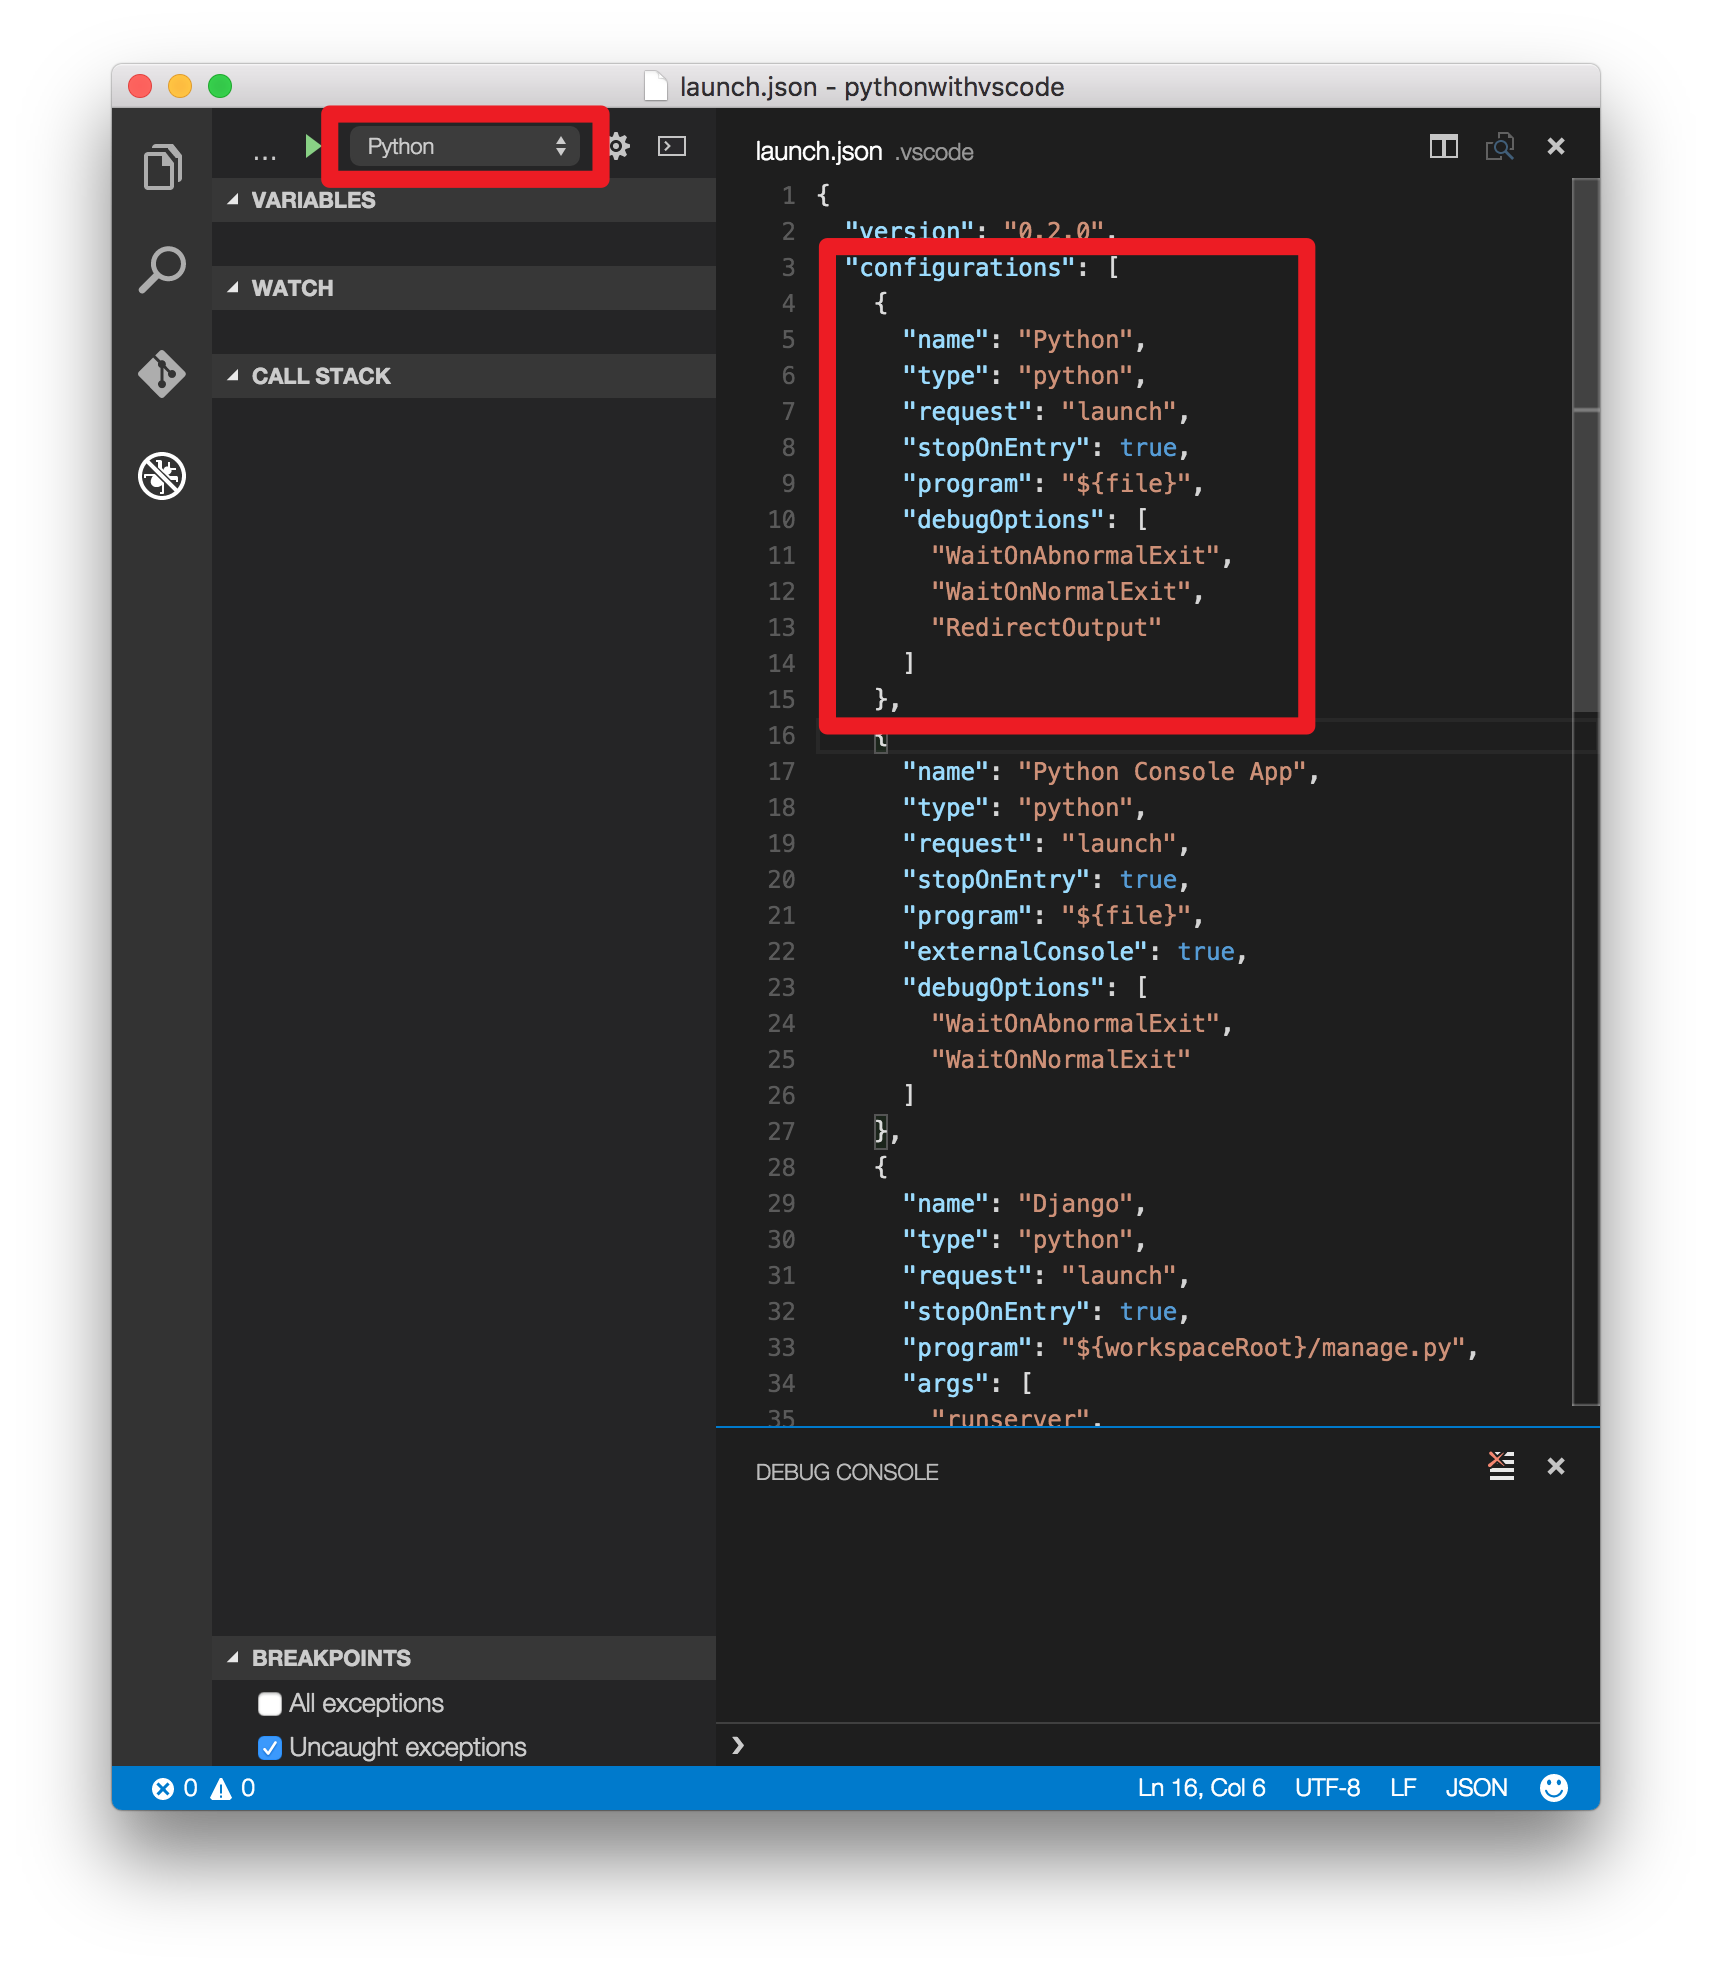 launch.json - pythonwithvscode
... Python
VARIABLES
WATCH
CALL STACK
BREAKPOINTS
All exceptions
Uncaught exceptions
launch.json .vscode
1 {
2 "version": "0.2.0",
3 "configurations": [
4 {
5 "name": "Python",
6 "type": "python",
7 "request": "launch",
8 "stopOnEntry": true,
9 "program": "${file}",
10 "debugOptions": [
11 "WaitOnAbnormalExit",
12 "WaitOnNormalExit",
13 "RedirectOutput"
14 ]
15 },
16 {
17 "name": "Python Console App",
18 "type": "python",
19 "request": "launch",
20 "stopOnEntry": true,
21 "program": "${file}",
22 "externalConsole": true,
23 "debugOptions": [
24 "WaitOnAbnormalExit",
25 "WaitOnNormalExit"
26 ]
27 },
28 {
29 "name": "Django",
30 "type": "python",
31 "request": "launch",
32 "stopOnEntry": true,
33 "program": "${workspaceRoot}/manage.py",
34 "args": [
35 "runserver",
DEBUG CONSOLE
0 0
Ln 16, Col 6 UTF-8 LF JSON